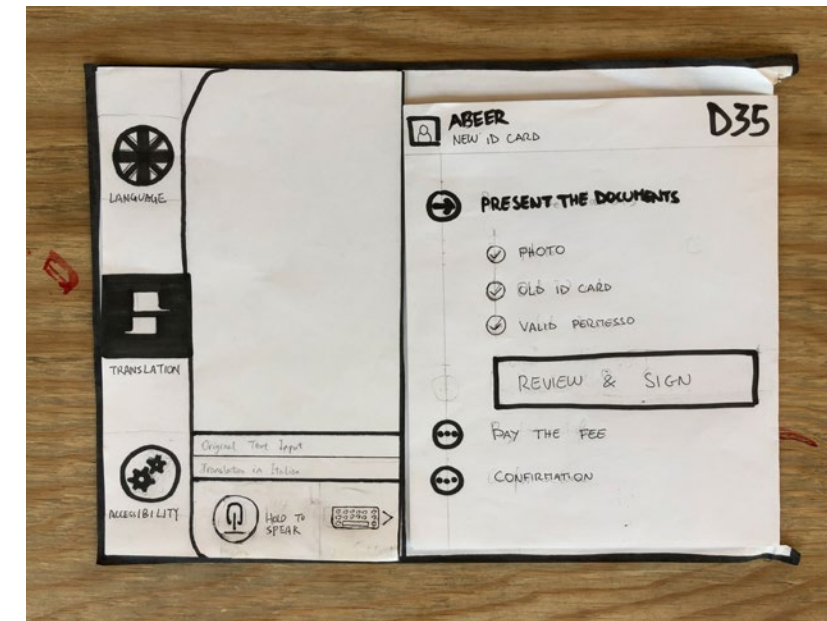 LANGUAGE
TRANSLATION
ACCESSIBILITY
Original Text Input
Translation in Italian
HOLD TO
SPEAK
ABEER
NEW ID CARD
D35
PRESENT THE DOCUMENTS
PHOTO
OLD ID CARD
VALID PERMESSO
REVIEW & SIGN
PAY THE FEE
CONFIRMATION